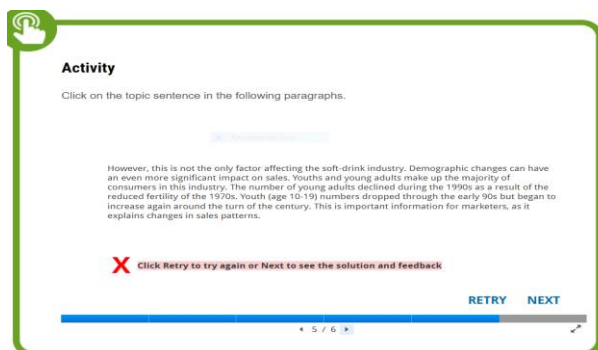 Activity
Click on the topic sentence in the following paragraphs.
However, this is not the only factor affecting the soft-drink industry. Demographic changes can have
an even more significant impact on sales. Youths and young adults make up the majority of
consumers in this industry. The number of young adults declined during the 1990s as a result of the
reduced fertility of the 1970s. Youth (age 10-19) numbers dropped through the early 90s but began to
increase again around the turn of the century. This is important information for marketers, as it
explains changes in sales patterns.
X Click Retry to try again or Next to see the solution and feedback
RETRY NEXT
5 / 6